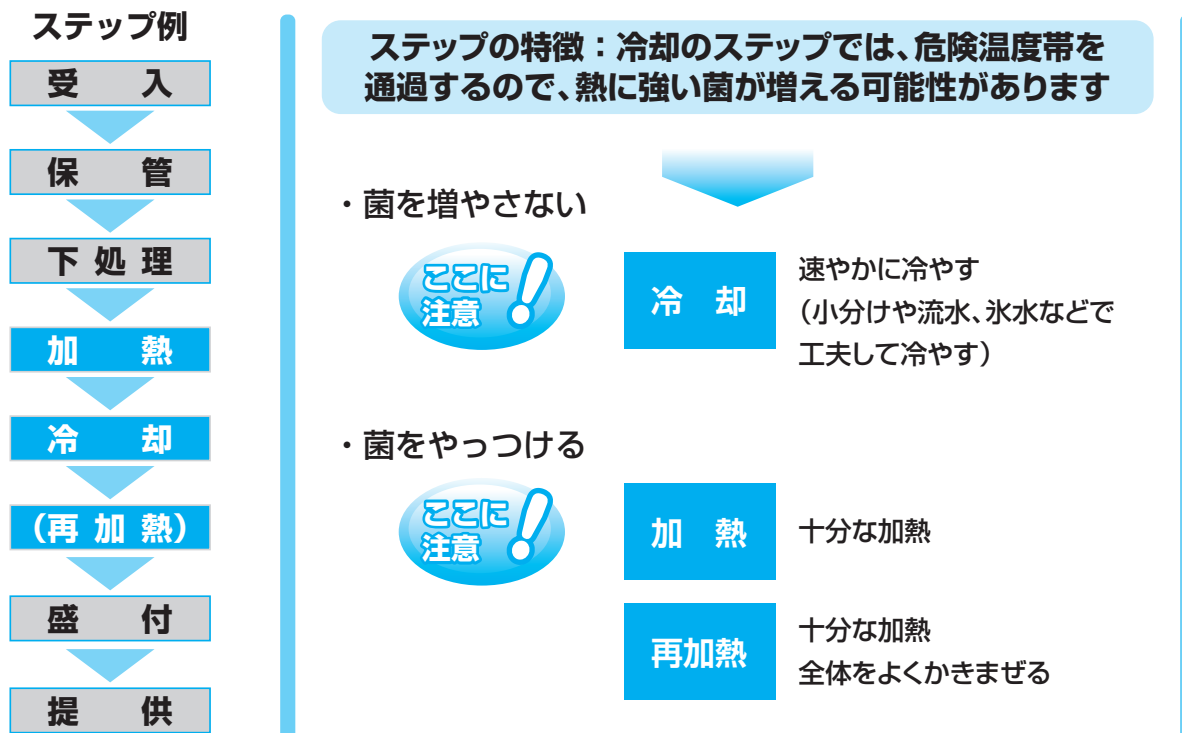 ステップ例
受 入
保 管
下 処 理
加 熱
冷 却
(再 加 熱)
盛 付
提 供
ステップの特徴：冷却のステップでは、危険温度帯を
通過するので、熱に強い菌が増える可能性があります
・菌を増やさない
ここに
注意!
冷 却
速やかに冷やす
(小分けや流水、氷水などで
工夫して冷やす)
・菌をやっつける
ここに
注意!
加 熱
十分な加熱
再加熱
十分な加熱
全体をよくかきまぜる